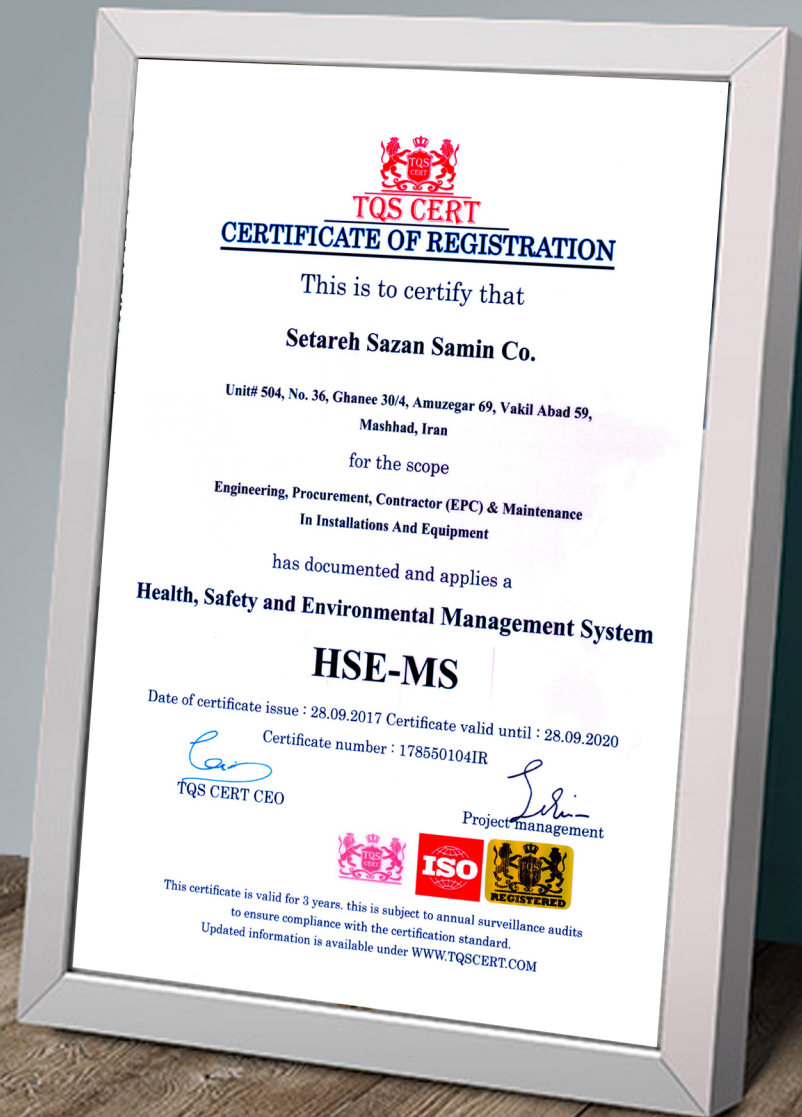 TQS
CERT
TQS CERT
CERTIFICATE OF REGISTRATION
This is to certify that
Setareh Sazan Samin Co.
Unit# 504, No. 36, Ghanee 30/4, Amuzegar 69, Vakil Abad 59,
Mashhad, Iran
for the scope
Engineering, Procurement, Contractor (EPC) & Maintenance
In Installations And Equipment
has documented and applies a
Health, Safety and Environmental Management System
HSE-MS
Date of certificate issue : 28.09.2017 Certificate valid until : 28.09.2020
Certificate number : 178550104IR
TQS CERT CEO
Project management
TQS
CERT
ISO
TQS
CERT
REGISTERED
This certificate is valid for 3 years. this is subject to annual surveillance audits
to ensure compliance with the certification standard.
Updated information is available under WWW.TQSCERT.COM